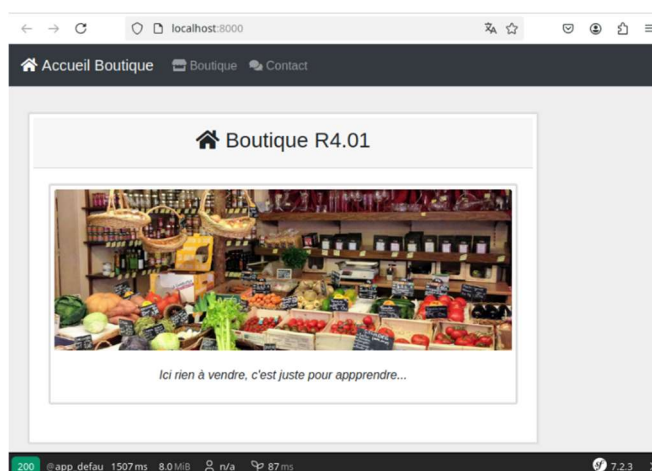 localhost:8000
Accueil Boutique Boutique Contact
Boutique R4.01
Ici rien à vendre, c'est juste pour appprendre...
200 @app_defau 1507 ms 8.0 MiB n/a 87 ms 7.2.3